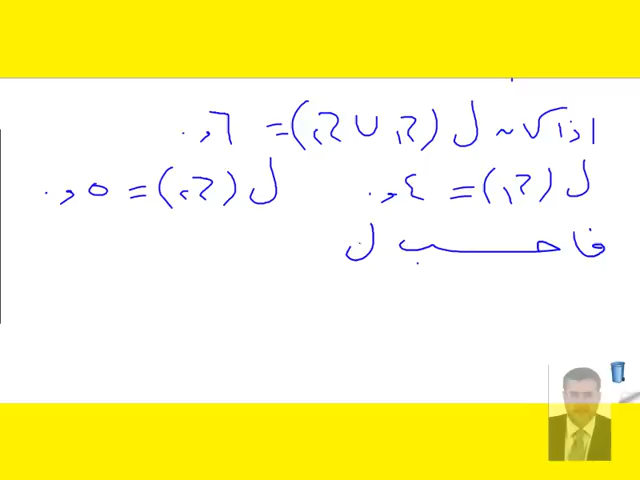 اذا كان ل (ح١ ∪ ح٢) = ٠,٦
ل (ح١) = ٠,٤ ل (ح٢) = ٠,٥
فاحسب ل